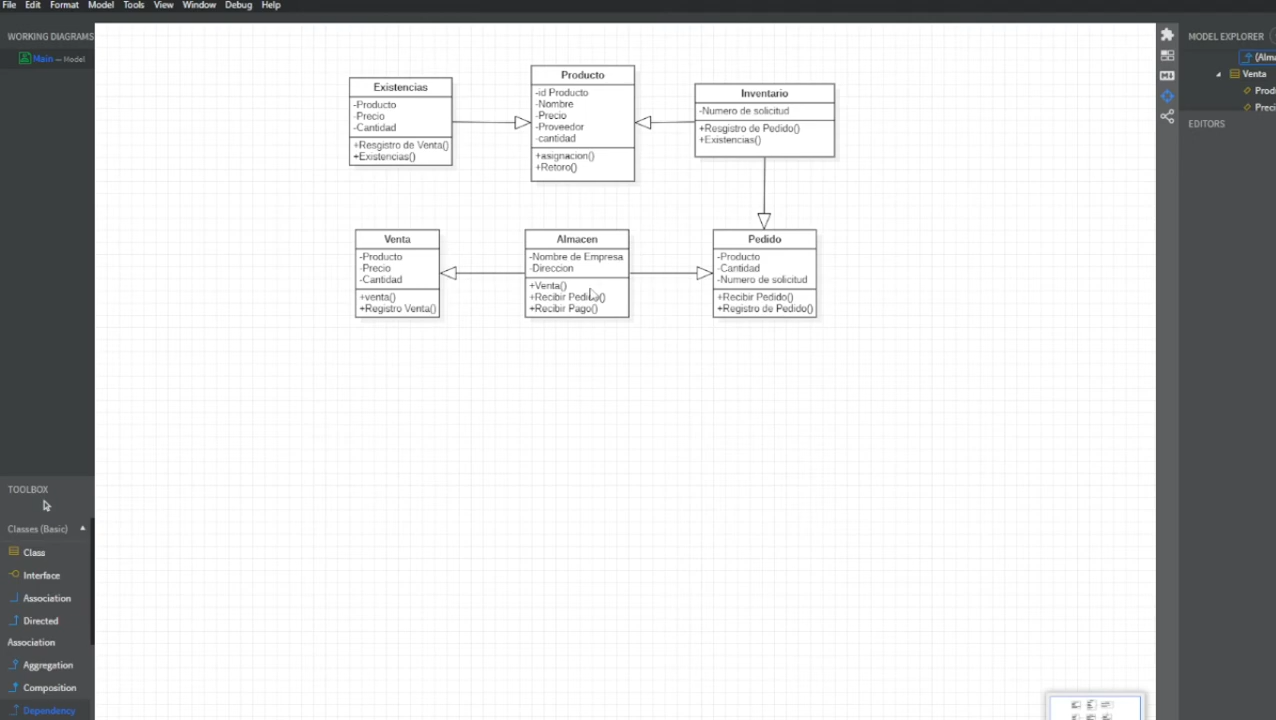 File Edit Format Model Tools View Window Debug Help
WORKING DIAGRAMS
Main — Model
MODEL EXPLORER
Venta
EDITORS
Existencias
-Producto
-Precio
-Cantidad
+Resgistro de Venta()
+Existencias()
Producto
-id Producto
-Nombre
-Precio
-Proveedor
-cantidad
+asignacion()
+Retoro()
Inventario
-Numero de solicitud
+Resgistro de Pedido()
+Existencias()
Venta
-Producto
-Precio
-Cantidad
+venta()
+Registro Venta()
Almacen
-Nombre de Empresa
-Direccion
+Venta()
+Recibir Pedido()
+Recibir Pago()
Pedido
-Producto
-Cantidad
-Numero de solicitud
+Recibir Pedido()
+Registro de Pedido()
TOOLBOX
Classes (Basic)
Class
Interface
Association
Directed
Association
Aggregation
Composition
Dependency